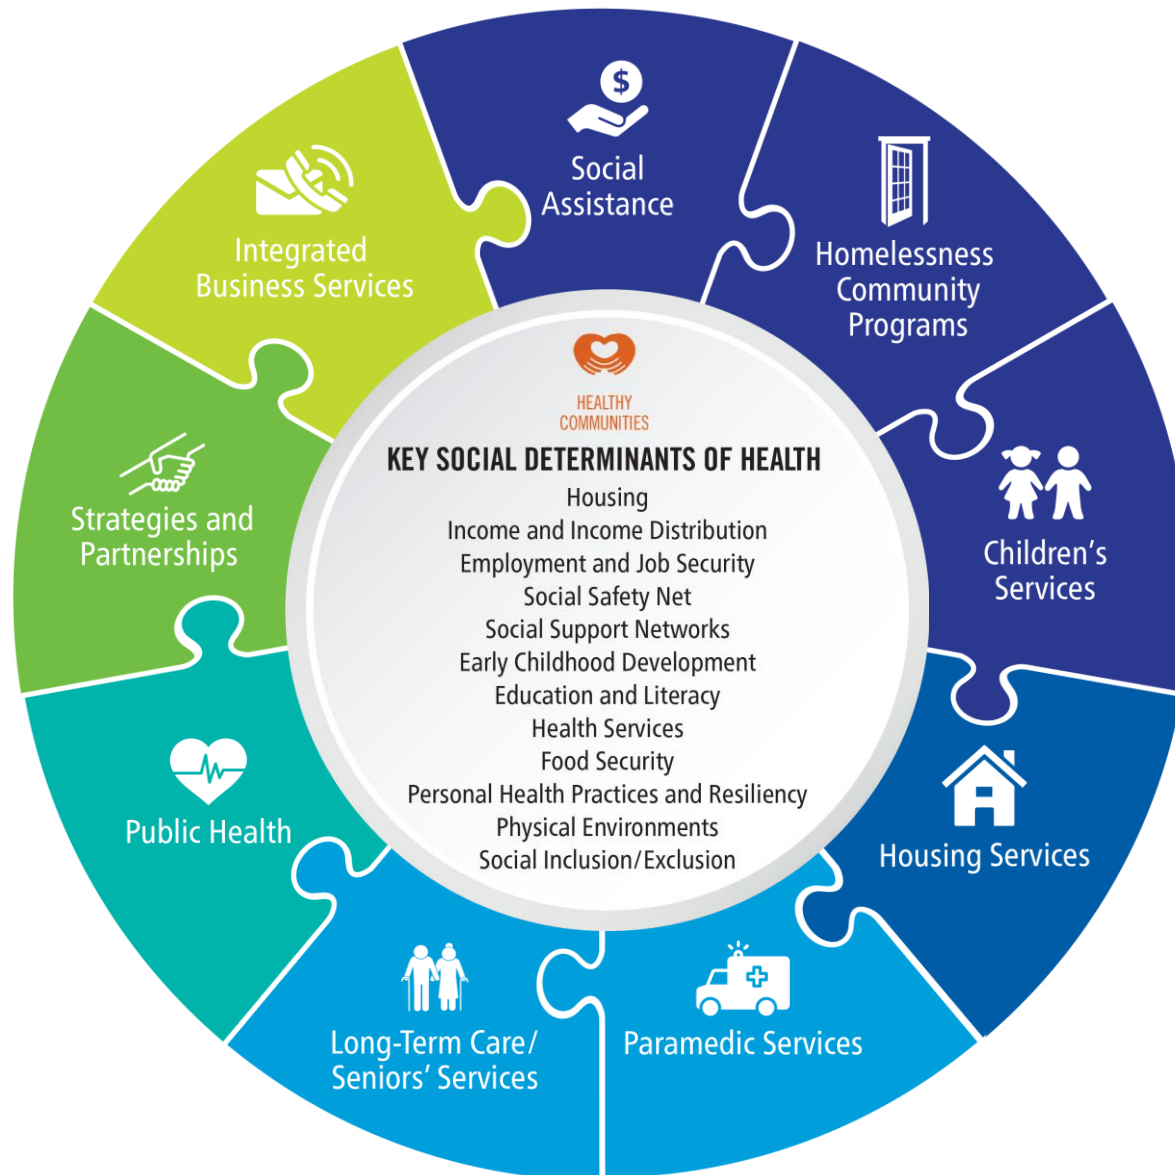 $
Social
Assistance
Homelessness
Community
Programs
Children’s
Services
Housing Services
Paramedic Services
Long-Term Care/
Seniors’ Services
Public Health
Strategies and
Partnerships
Integrated
Business Services
HEALTHY
COMMUNITIES
KEY SOCIAL DETERMINANTS OF HEALTH
Housing
Income and Income Distribution
Employment and Job Security
Social Safety Net
Social Support Networks
Early Childhood Development
Education and Literacy
Health Services
Food Security
Personal Health Practices and Resiliency
Physical Environments
Social Inclusion/Exclusion